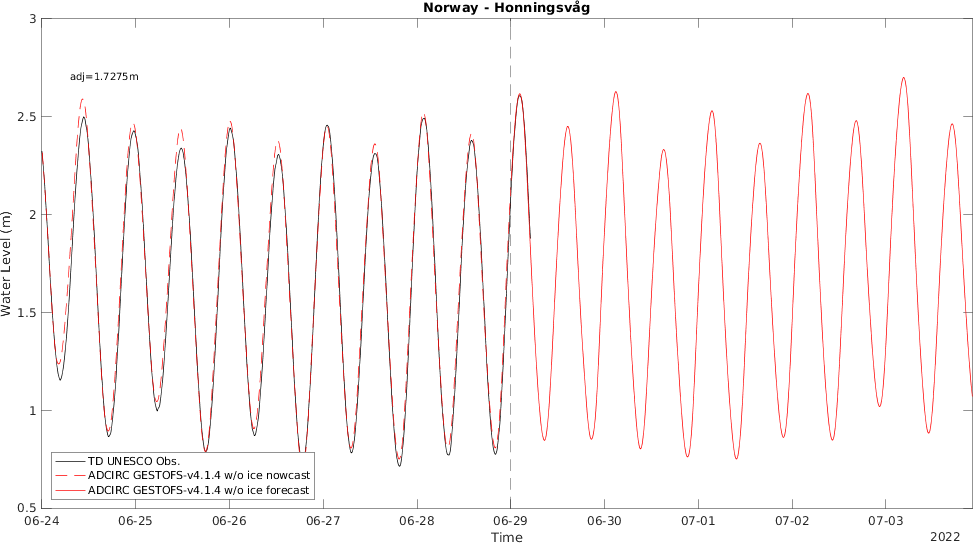 Norway - Honningsvåg
3
adj=1.7275m
2.5
2
Water Level (m)
1.5
1
TD UNESCO Obs.
ADCIRC GESTOFS-v4.1.4 w/o ice nowcast
ADCIRC GESTOFS-v4.1.4 w/o ice forecast
0.5
06-24 06-25 06-26 06-27 06-28 06-29 06-30 07-01 07-02 07-03
Time
2022